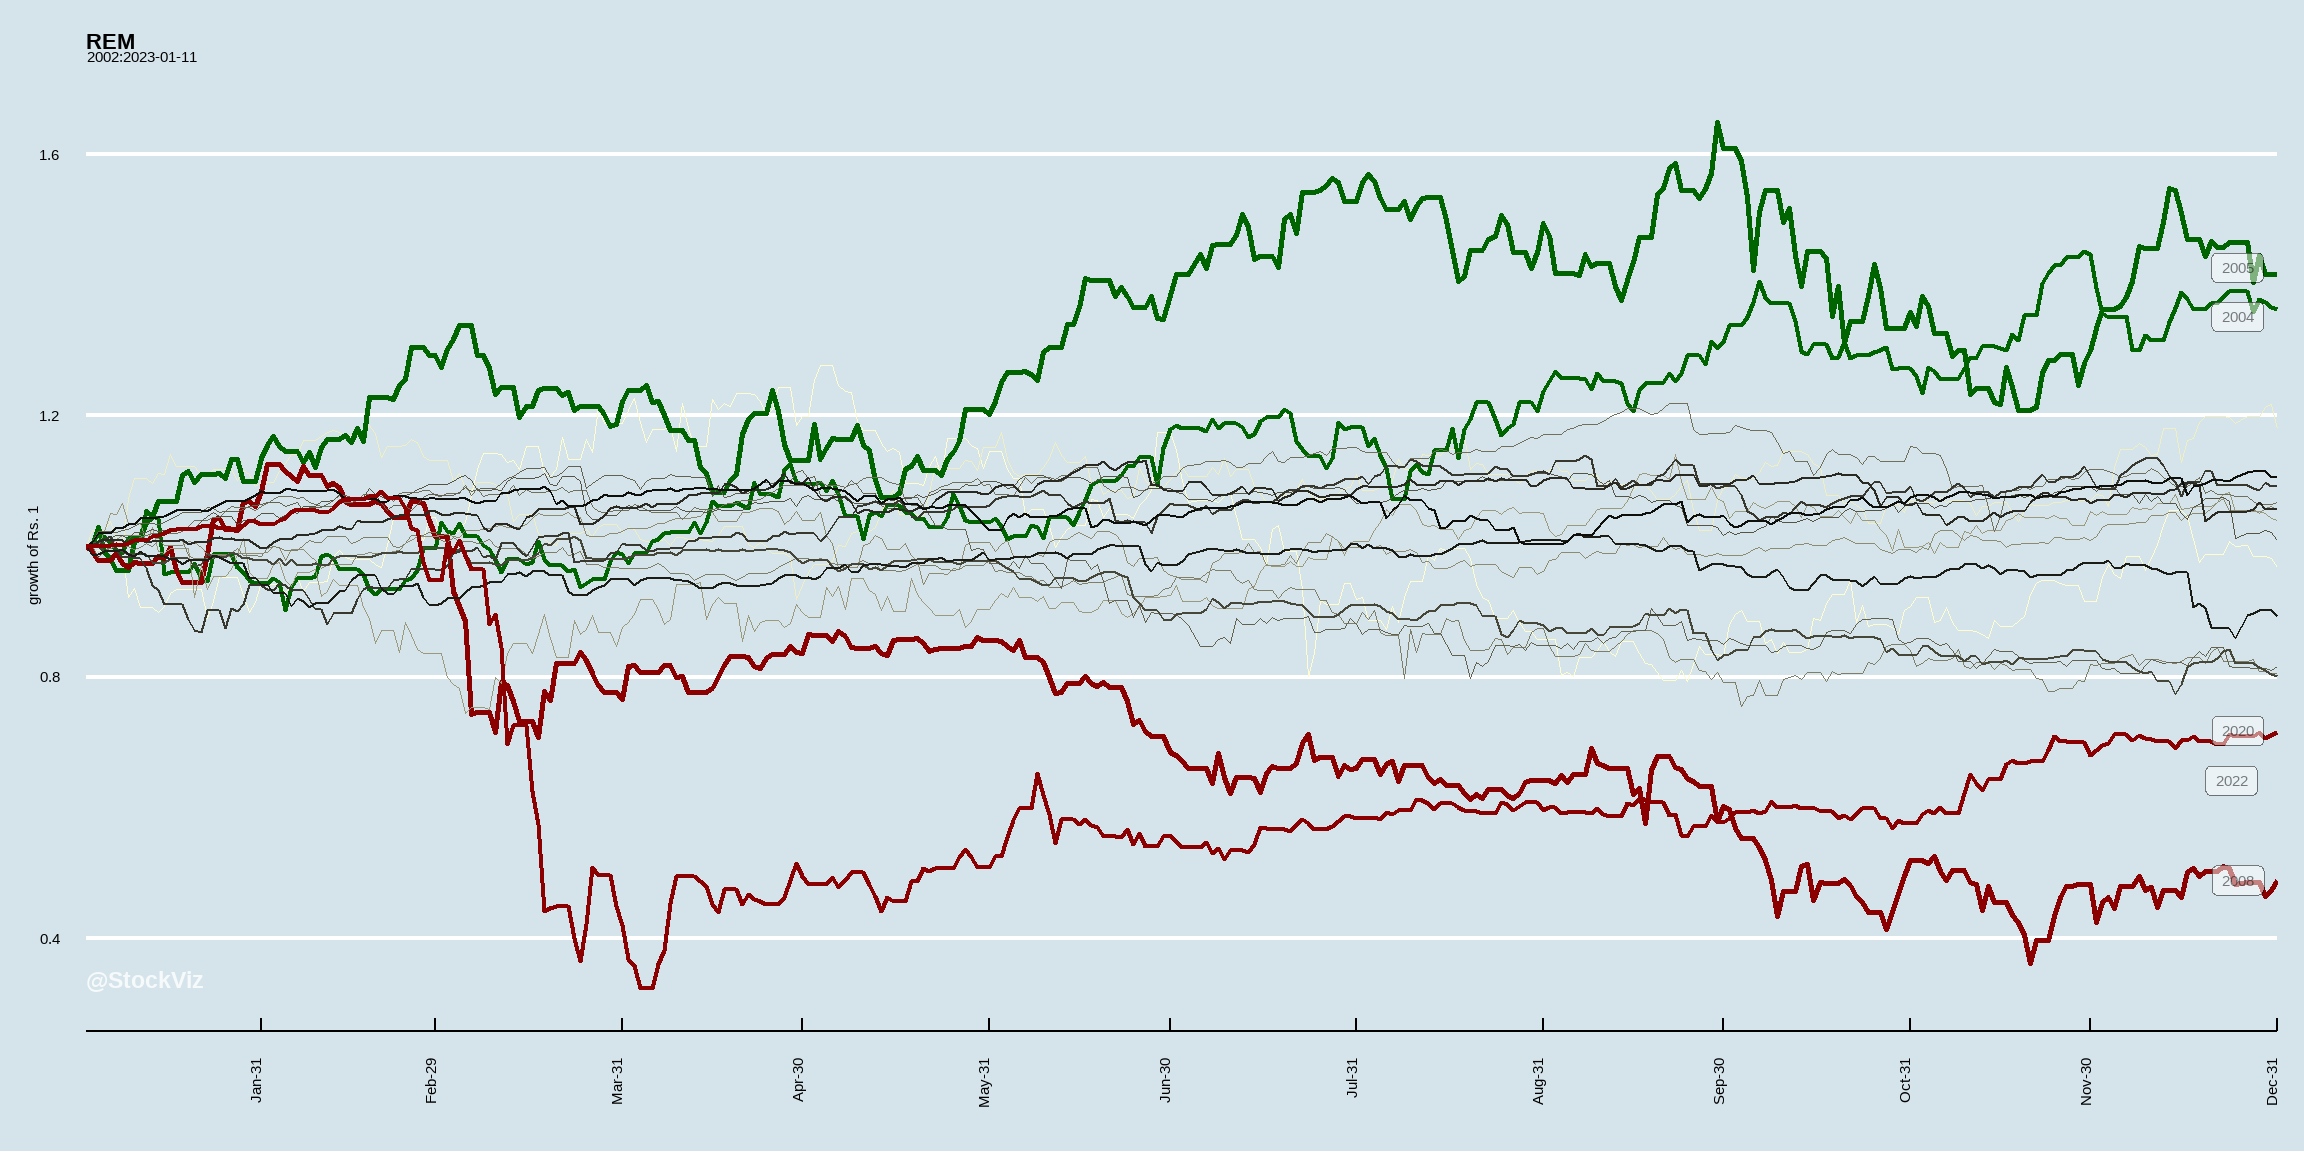 REM
2002:2023-01-11
growth of Rs. 1
1.6
1.2
0.8
0.4
2005
2004
2020
2022
2008
@StockViz
Jan-31
Feb-29
Mar-31
Apr-30
May-31
Jun-30
Jul-31
Aug-31
Sep-30
Oct-31
Nov-30
Dec-31